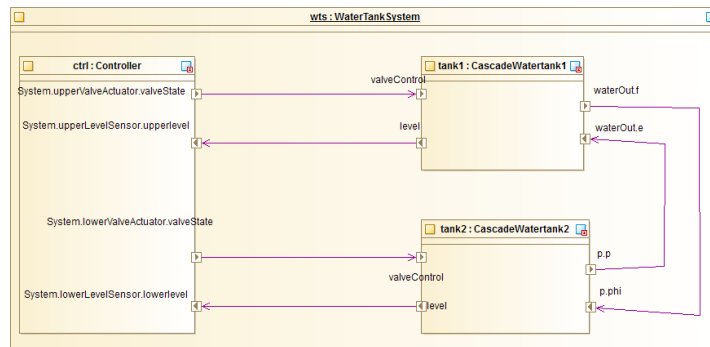 wts : WaterTankSystem
ctrl : Controller
tank1 : CascadeWatertank1
valveControl
System.upperValveActuator.valveState
waterOut.f
System.upperLevelSensor.upperlevel
level
waterOut.e
System.lowerValveActuator.valveState
tank2 : CascadeWatertank2
p.p
valveControl
p.phi
System.lowerLevelSensor.lowerlevel
level